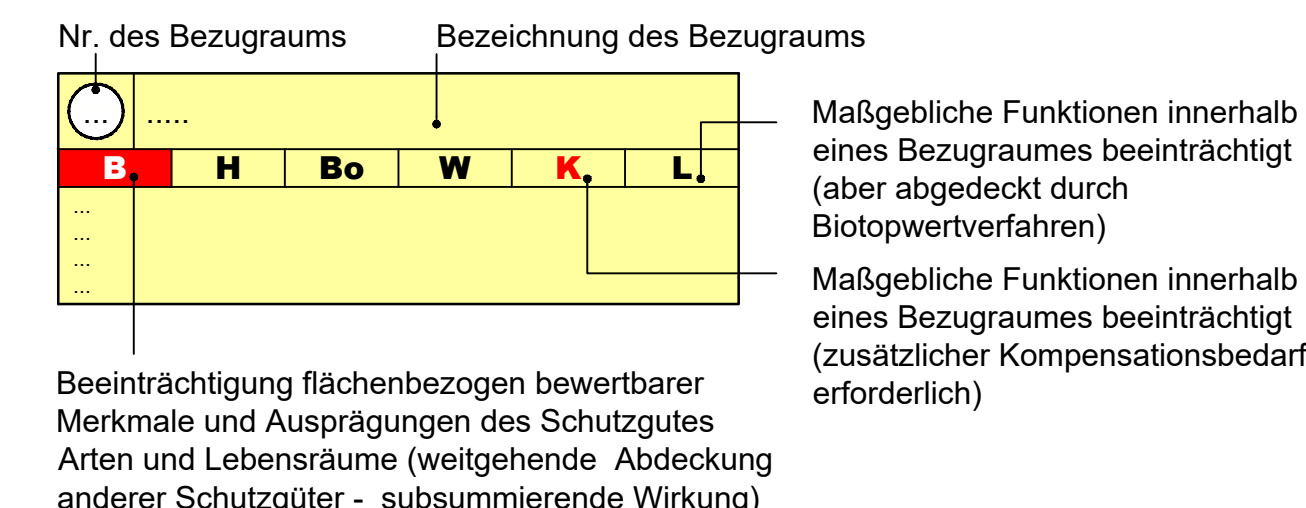 Nr. des Bezugraums
Bezeichnung des Bezugraums
...
.....
B
H
Bo
W
K
L
...
...
...
...
Maßgebliche Funktionen innerhalb
eines Bezugraumes beeinträchtigt
(aber abgedeckt durch
Biotopwertverfahren)
Maßgebliche Funktionen innerhalb
eines Bezugraumes beeinträchtigt
(zusätzlicher Kompensationsbedarf
erforderlich)
Beeinträchtigung flächenbezogen bewertbarer
Merkmale und Ausprägungen des Schutzgutes
Arten und Lebensräume (weitgehende Abdeckung
anderer Schutzgüter - subsummierende Wirkung)